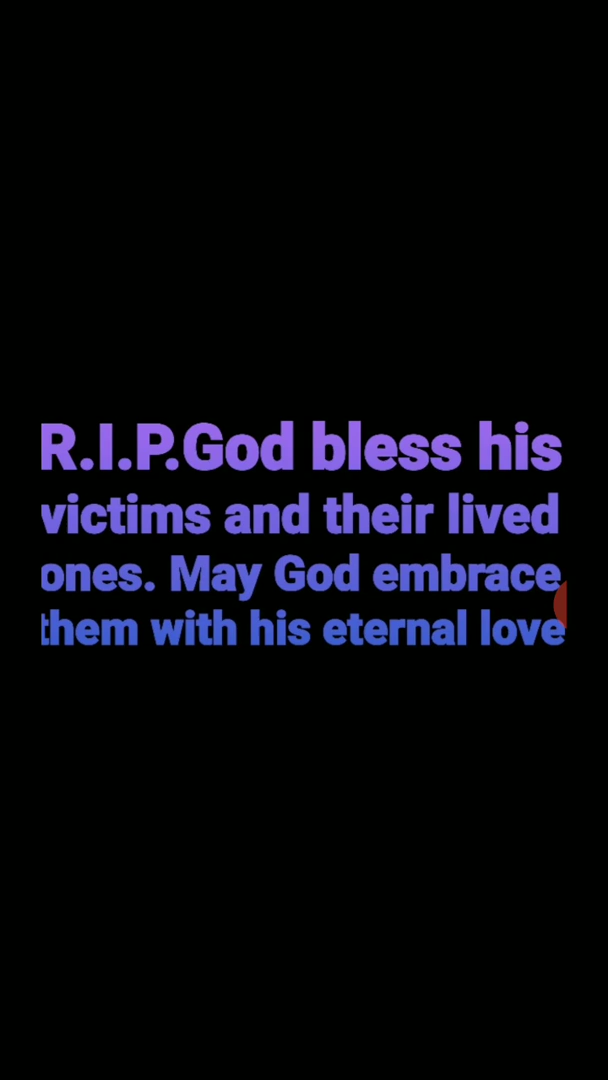 R.I.P.God bless his
victims and their lived
ones. May God embrace
them with his eternal love